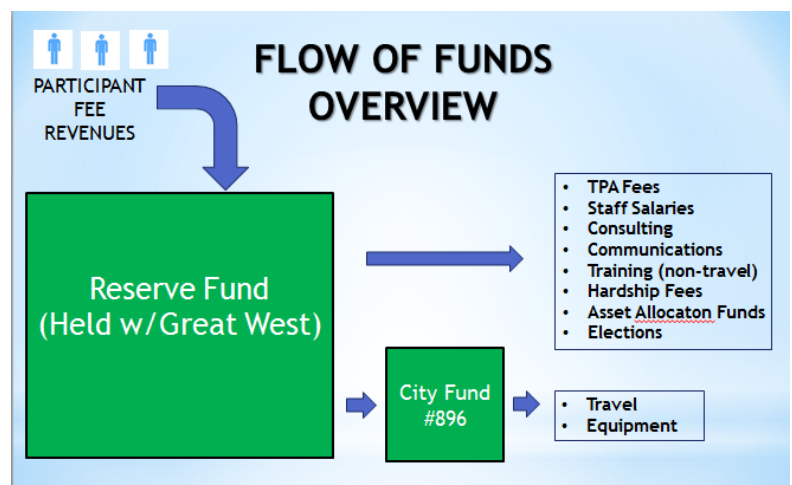 FLOW OF FUNDS
OVERVIEW
PARTICIPANT
FEE
REVENUES
Reserve Fund
(Held w/Great West)
• TPA Fees
• Staff Salaries
• Consulting
• Communications
• Training (non-travel)
• Hardship Fees
• Asset Allocaton Funds
• Elections
City Fund
#896
• Travel
• Equipment